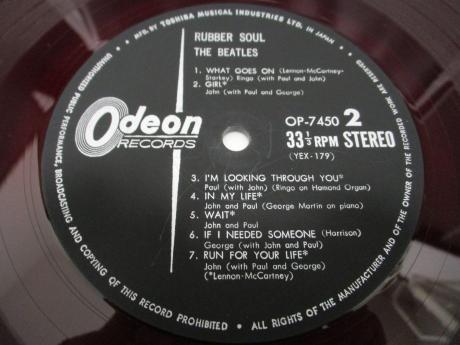 MFG. BY TOSHIBA MUSICAL INDUSTRIES LTD. IN JAPAN
RUBBER SOUL
THE BEATLES
1. WHAT GOES ON (Lennon-McCartney-
Starkey) Ringo (with Paul and John)
2. GIRL*
John (with Paul and George)
Odeon
RECORDS
OP-7450 2
33⅓ RPM STEREO
(YEX-179)
3. I'M LOOKING THROUGH YOU*
Paul (with John) (Ringo on Hamond Organ)
4. IN MY LIFE*
John and Paul (George Martin on piano)
5. WAIT*
John and Paul
6. IF I NEEDED SOMEONE (Harrison)
George (with John and Paul)
7. RUN FOR YOUR LIFE*
John (with Paul and George)
(*Lennon-McCartney)
UNAUTHORIZED PUBLIC PERFORMANCE, BROADCASTING AND COPYING OF THIS RECORD PROHIBITED • ALL RIGHTS OF THE MANUFACTURER AND OF THE OWNER OF THE RECORDED WORK ARE RESERVED